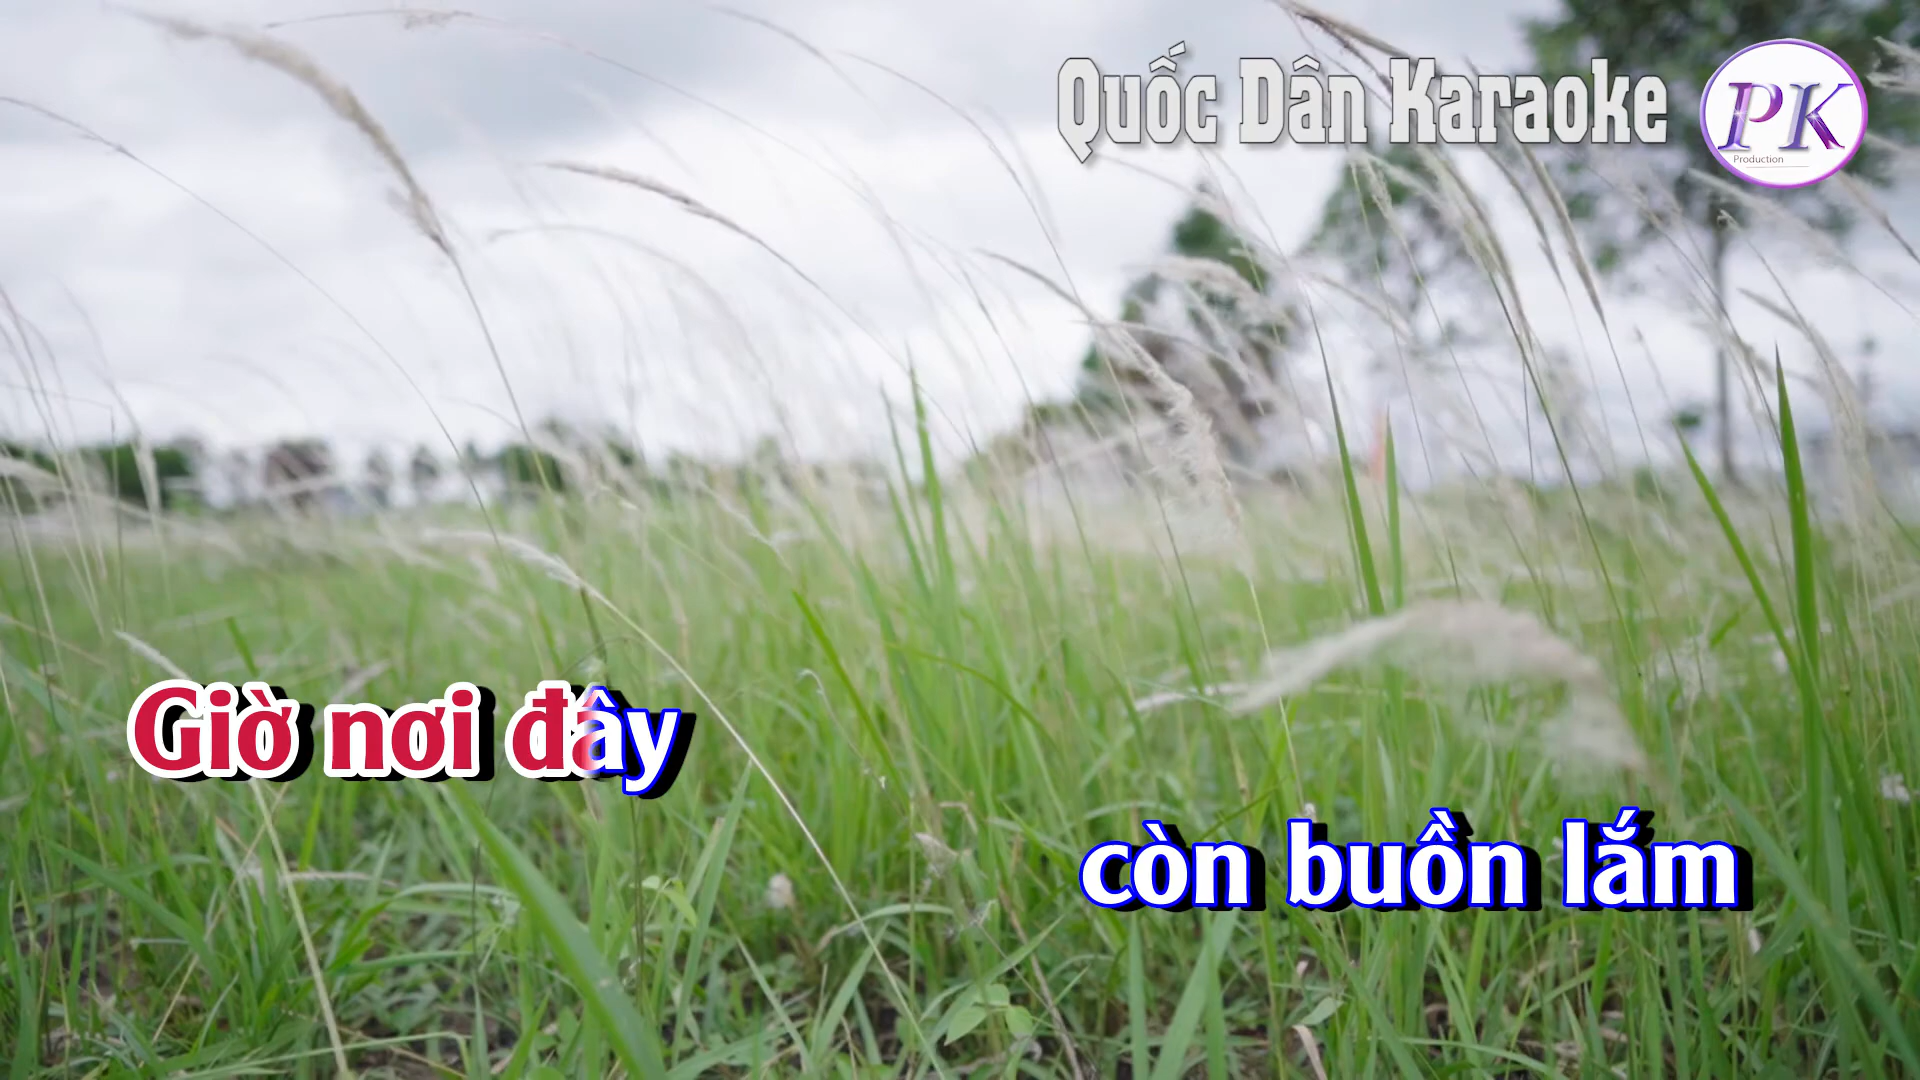 Quốc Dân Karaoke
PK
Production
Giờ nơi đây
còn buồn lắm